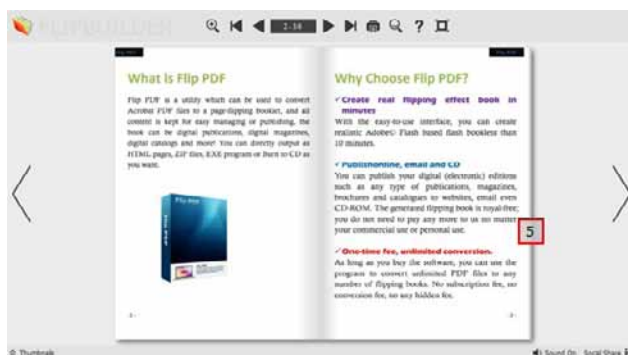 FLIPBUILDER
2-10
Flip PDF
Flip PDF
What is Flip PDF
Flip PDF is a utility which can be used to convert
Acrobat PDF files to a page-flipping booklet, and all
content is kept for easy managing or publishing, the
book can be digital publications, digital magazines,
digital catalogs and more! You can directly output as
HTML pages, ZIP files, EXE program or Burn to CD as
you want.
Flip PDF
Why Choose Flip PDF?
✓Create real flipping effect book in
minutes
With the easy-to-use interface, you can create
realistic Adobe© Flash based flash bookless than
10 minutes.
✓Publishonline, email and CD
You can publish your digital (electronic) editions
such as any type of publications, magazines,
brochures and catalogues to websites, email even
CD-ROM. The generated flipping book is royal-free;
you do not need to pay any more to us no matter
your commercial use or personal use.
5
✓One-time fee, unlimited conversion.
As long as you buy the software, you can use the
program to convert unlimited PDF files to any
number of flipping books. No subscription fee, no
conversion fee, no any hidden fee.
Thumbnails
Sound On
Social Share